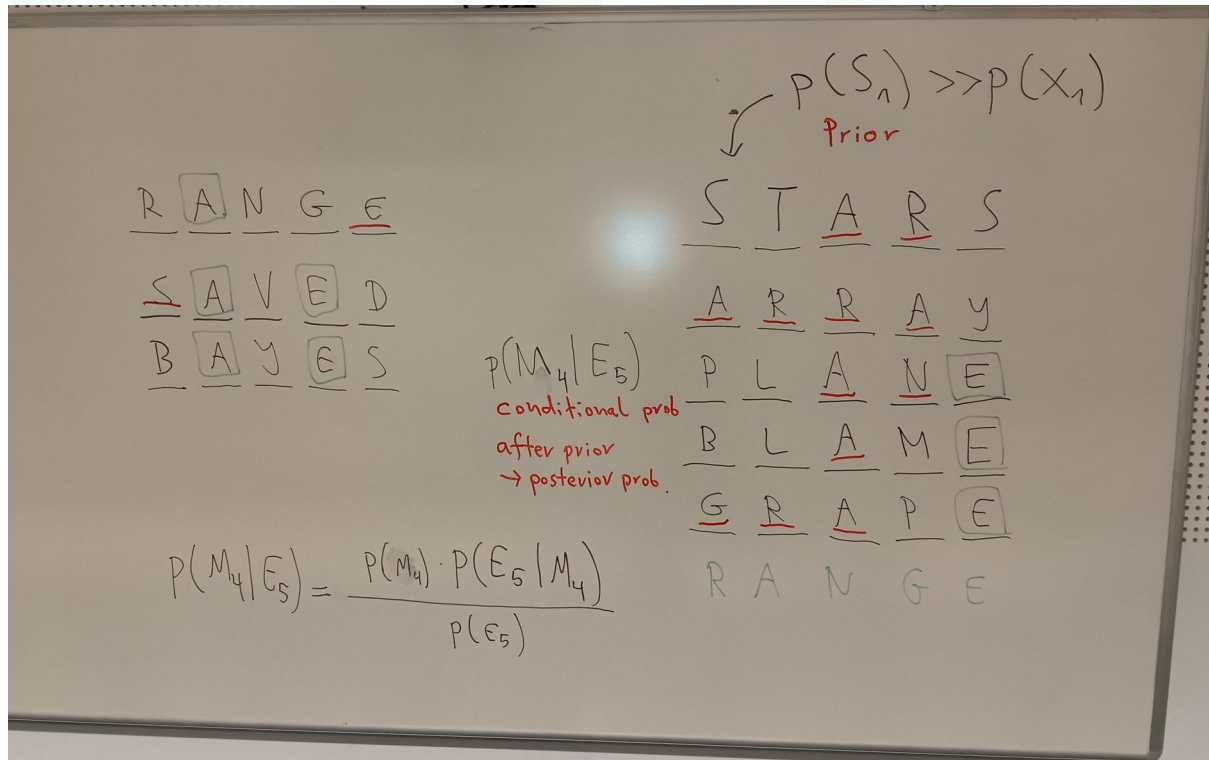 R A N G E
S A V E D
B A Y E S
p(S₁) >> p(X₁)
Prior
S T A R S
A R R A Y
P L A N E
B L A M E
G R A P E
R A N G E
p(M₄|E₅)
conditional prob
after prior
→ posterior prob.
P(M₄|E₅) = P(M₄) · P(E₅|M₄)
P(E₅)